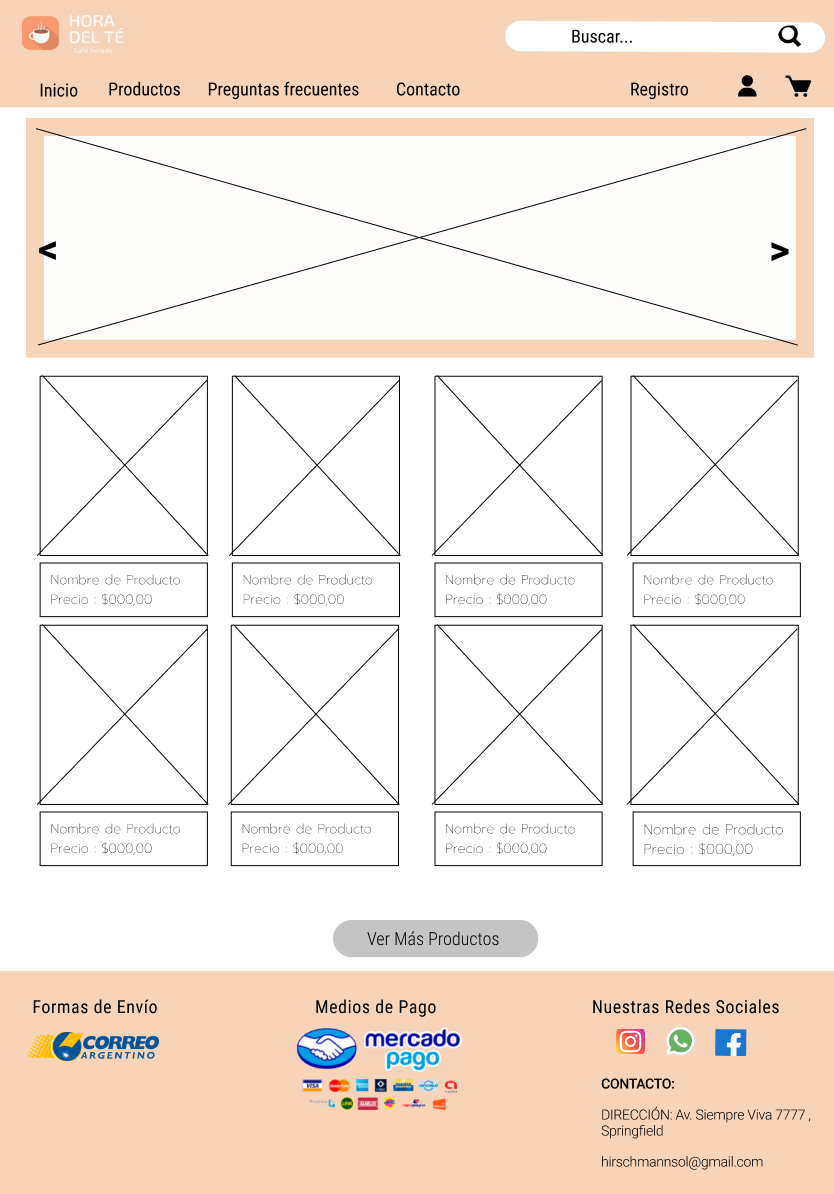 HORA
DEL TÉ
Café helado
Buscar...
Inicio
Productos
Preguntas frecuentes
Contacto
Registro
<
>
Nombre de Producto
Precio : $000,00
Nombre de Producto
Precio : $000,00
Nombre de Producto
Precio : $000,00
Nombre de Producto
Precio : $000,00
Nombre de Producto
Precio : $000,00
Nombre de Producto
Precio : $000,00
Nombre de Producto
Precio : $000,00
Nombre de Producto
Precio : $000,00
Ver Más Productos
Formas de Envío
CORREO
ARGENTINO
Medios de Pago
mercado
pago
VISA
Nuestras Redes Sociales
CONTACTO:
DIRECCIÓN: Av. Siempre Viva 7777 ,
Springfield
hirschmannsol@gmail.com